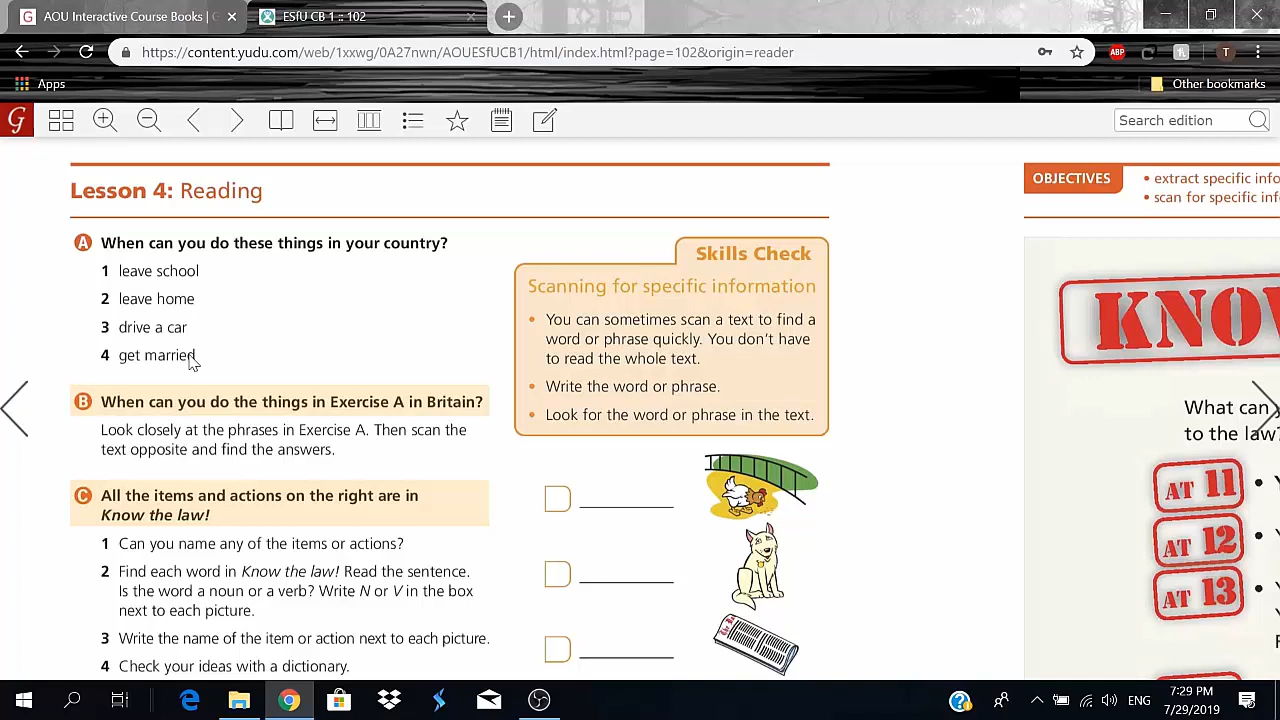 AOU Interactive Course Books |
ESfU CB 1 :: 102
https://content.yudu.com/web/1xxwg/0A27nwn/AOUESfUCB1/html/index.html?page=102&origin=reader
ABP
T
Apps
Other bookmarks
G
Search edition
Lesson 4: Reading
A When can you do these things in your country?
1 leave school
2 leave home
3 drive a car
4 get married
B When can you do the things in Exercise A in Britain?
Look closely at the phrases in Exercise A. Then scan the
text opposite and find the answers.
C All the items and actions on the right are in
Know the law!
1 Can you name any of the items or actions?
2 Find each word in Know the law! Read the sentence.
Is the word a noun or a verb? Write N or V in the box
next to each picture.
3 Write the name of the item or action next to each picture.
4 Check your ideas with a dictionary.
Skills Check
Scanning for specific information
• You can sometimes scan a text to find a
word or phrase quickly. You don't have
to read the whole text.
• Write the word or phrase.
• Look for the word or phrase in the text.
OBJECTIVES
• extract specific info
• scan for specific inf
KNO
What can
to the law?
AT 11
AT 12
AT 13
ENG
7:29 PM
7/29/2019